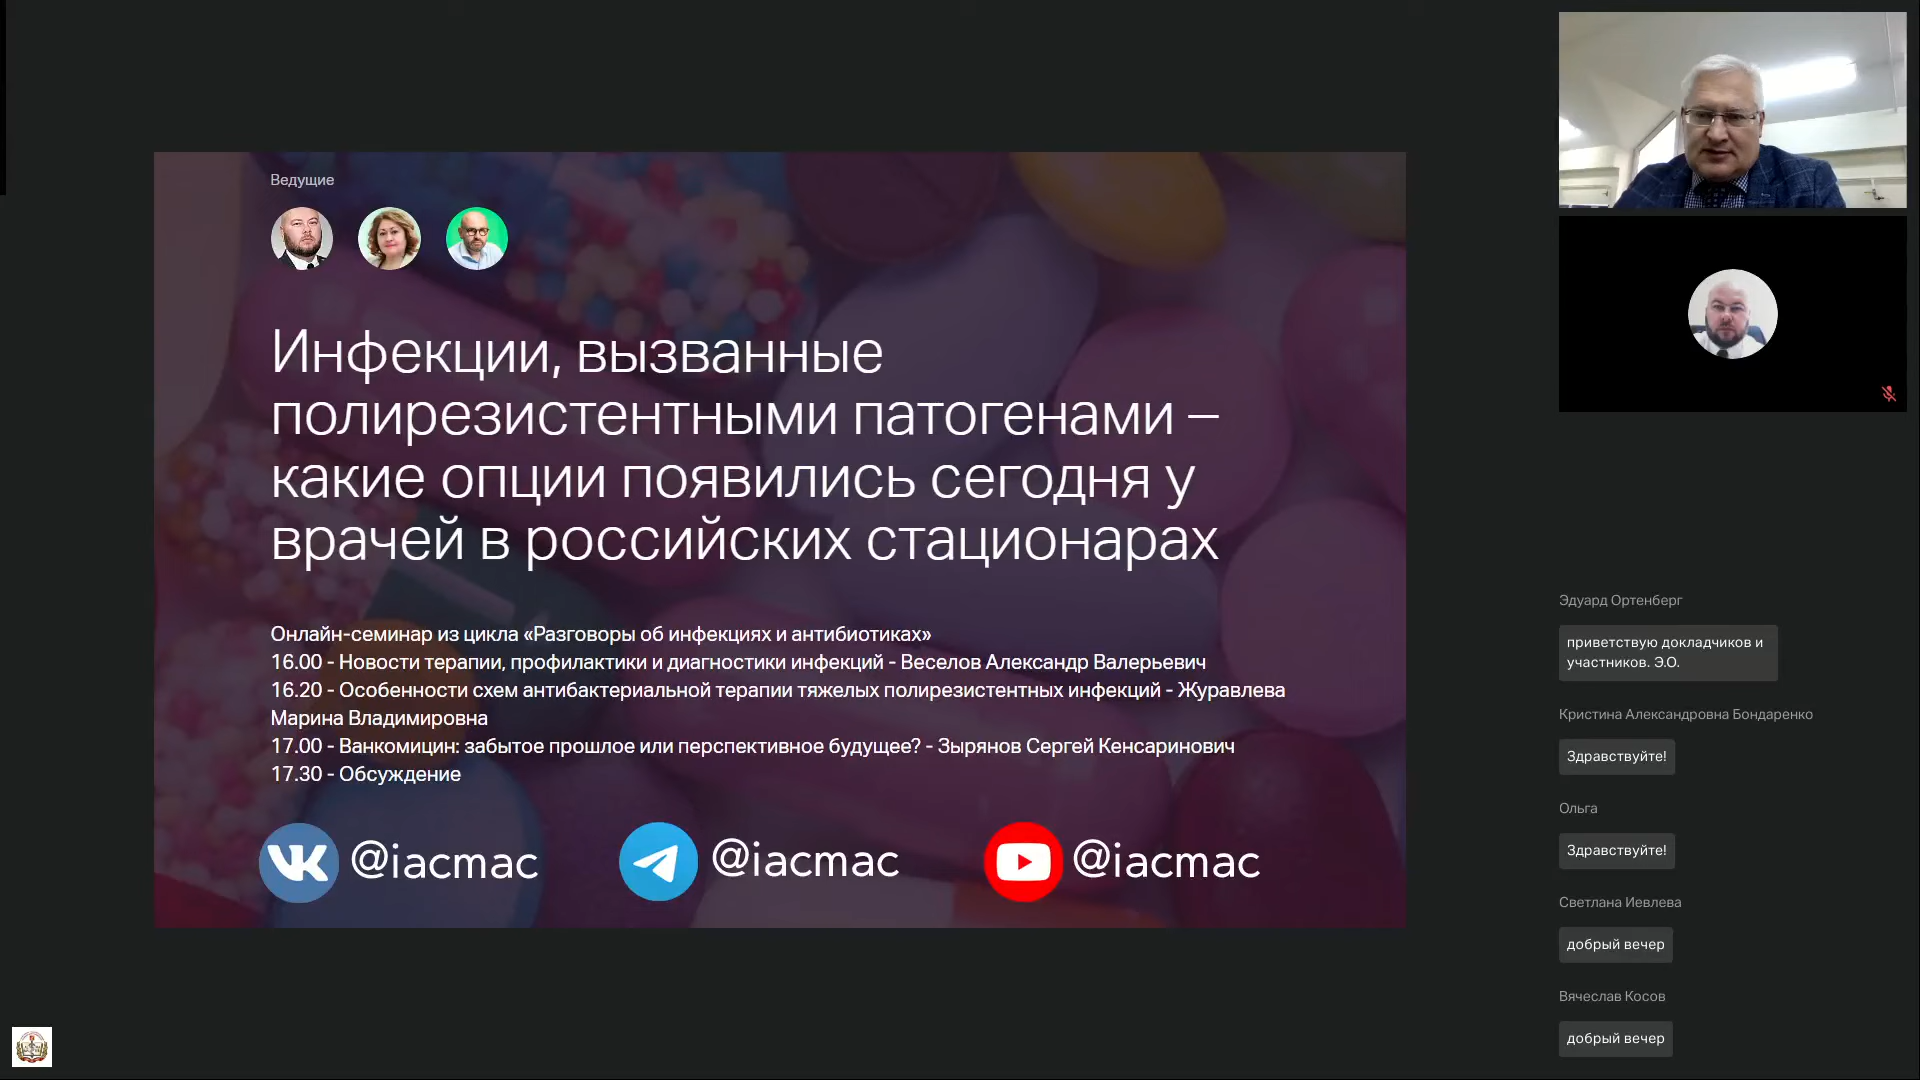 Ведущие
Инфекции, вызванные
полирезистентными патогенами –
какие опции появились сегодня у
врачей в российских стационарах
Онлайн-семинар из цикла «Разговоры об инфекциях и антибиотиках»
16.00 - Новости терапии, профилактики и диагностики инфекций - Веселов Александр Валерьевич
16.20 - Особенности схем антибактериальной терапии тяжелых полирезистентных инфекций - Журавлева
Марина Владимировна
17.00 - Ванкомицин: забытое прошлое или перспективное будущее? - Зырянов Сергей Кенсаринович
17.30 - Обсуждение
@iacmac
@iacmac
@iacmac
Эдуард Ортенберг
приветствую докладчиков и
участников. Э.О.
Кристина Александровна Бондаренко
Здравствуйте!
Ольга
Здравствуйте!
Светлана Иевлева
добрый вечер
Вячеслав Косов
добрый вечер